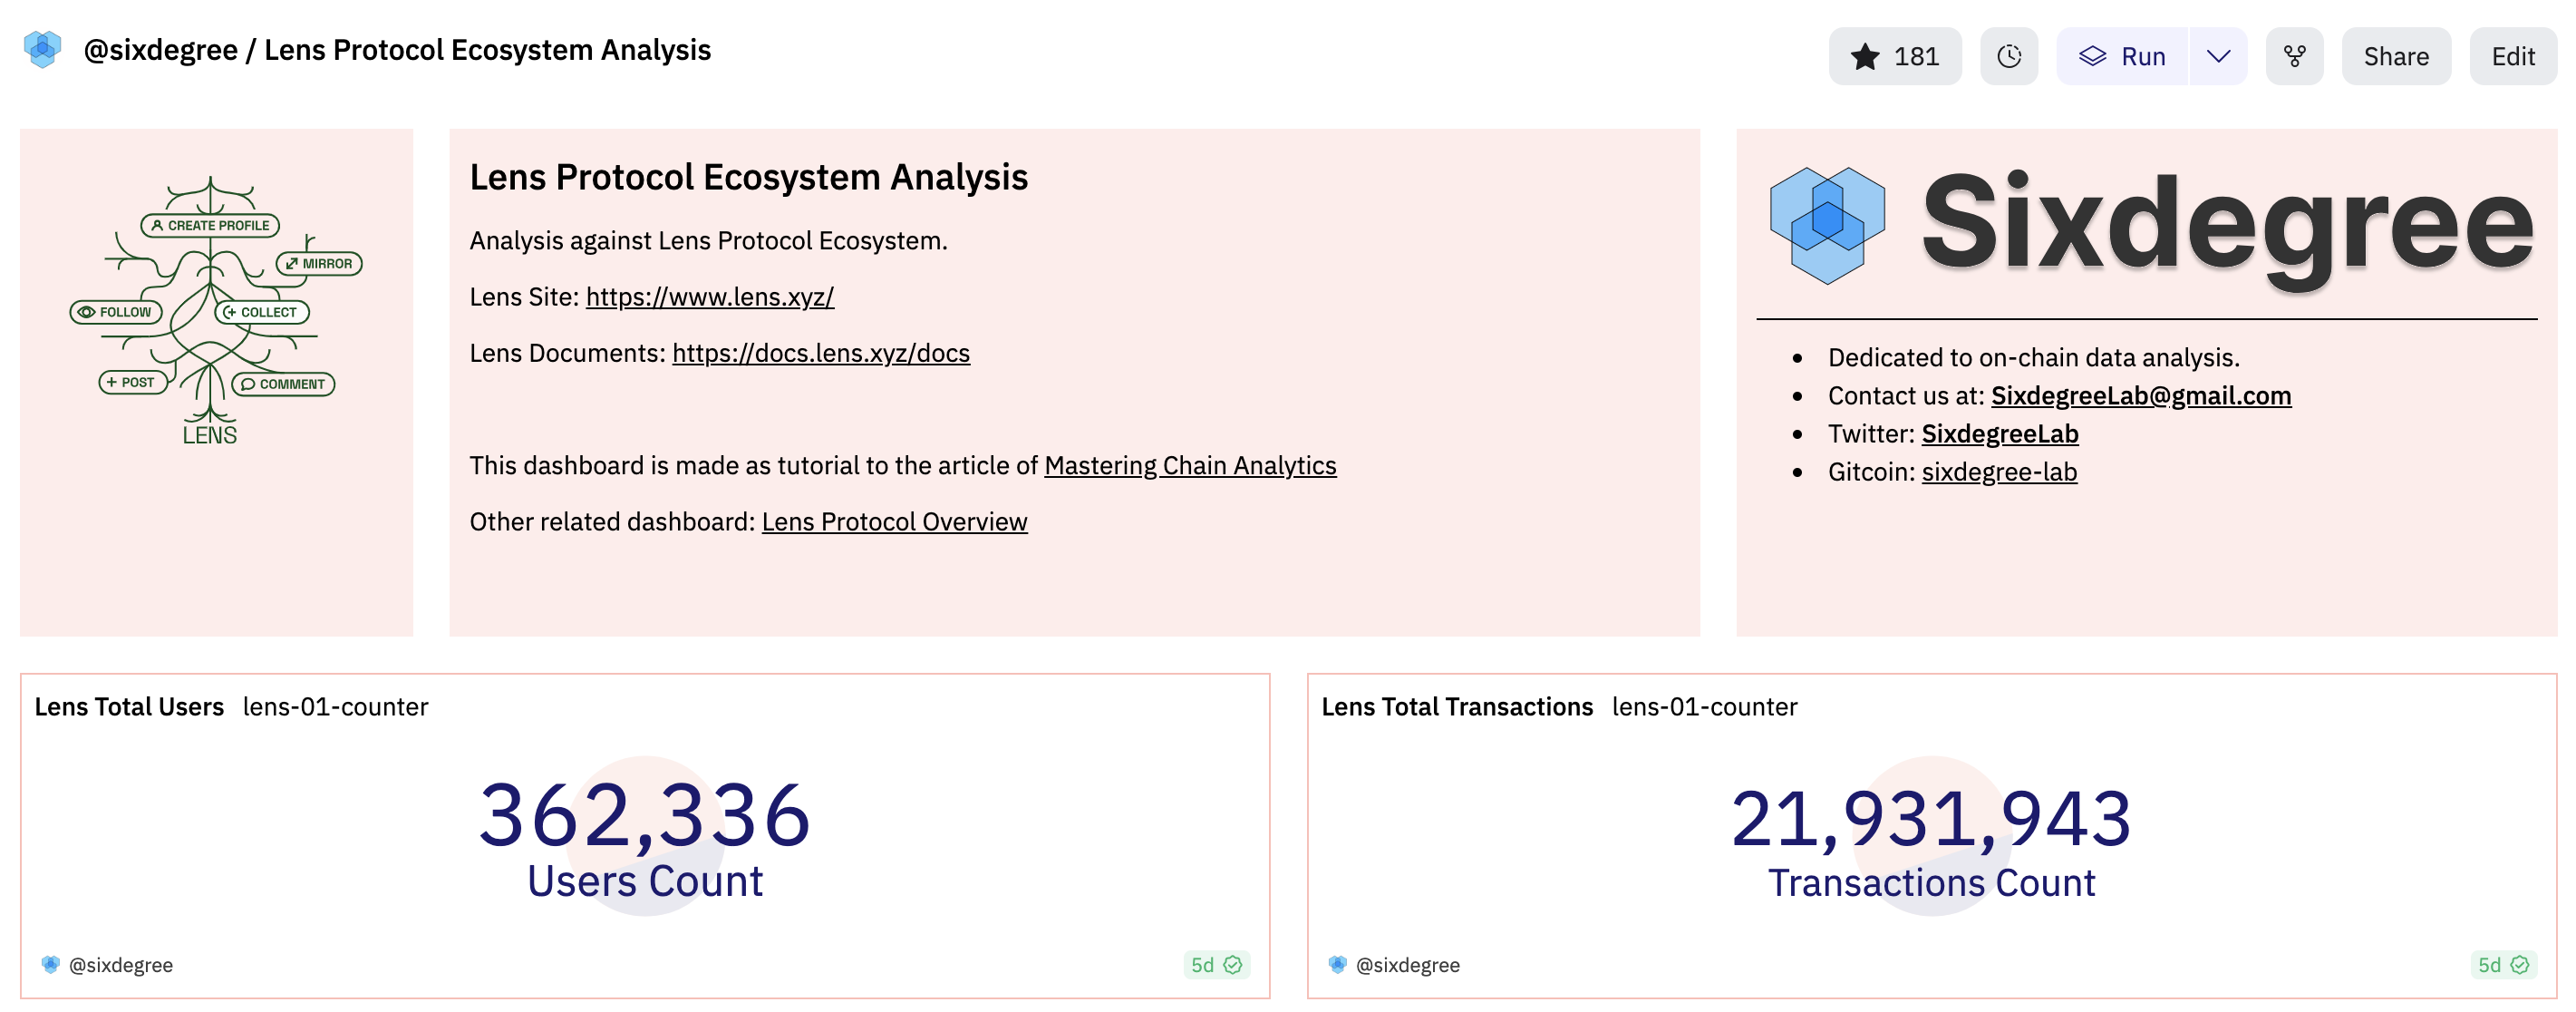 @sixdegree / Lens Protocol Ecosystem Analysis
181
Run
Share
Edit
CREATE PROFILE
MIRROR
FOLLOW
COLLECT
POST
COMMENT
LENS
Lens Protocol Ecosystem Analysis
Analysis against Lens Protocol Ecosystem.
Lens Site: https://www.lens.xyz/
Lens Documents: https://docs.lens.xyz/docs
This dashboard is made as tutorial to the article of Mastering Chain Analytics
Other related dashboard: Lens Protocol Overview
Sixdegree
• Dedicated to on-chain data analysis.
• Contact us at: SixdegreeLab@gmail.com
• Twitter: SixdegreeLab
• Gitcoin: sixdegree-lab
Lens Total Users lens-01-counter
362,336
Users Count
@sixdegree
5d
Lens Total Transactions lens-01-counter
21,931,943
Transactions Count
@sixdegree
5d